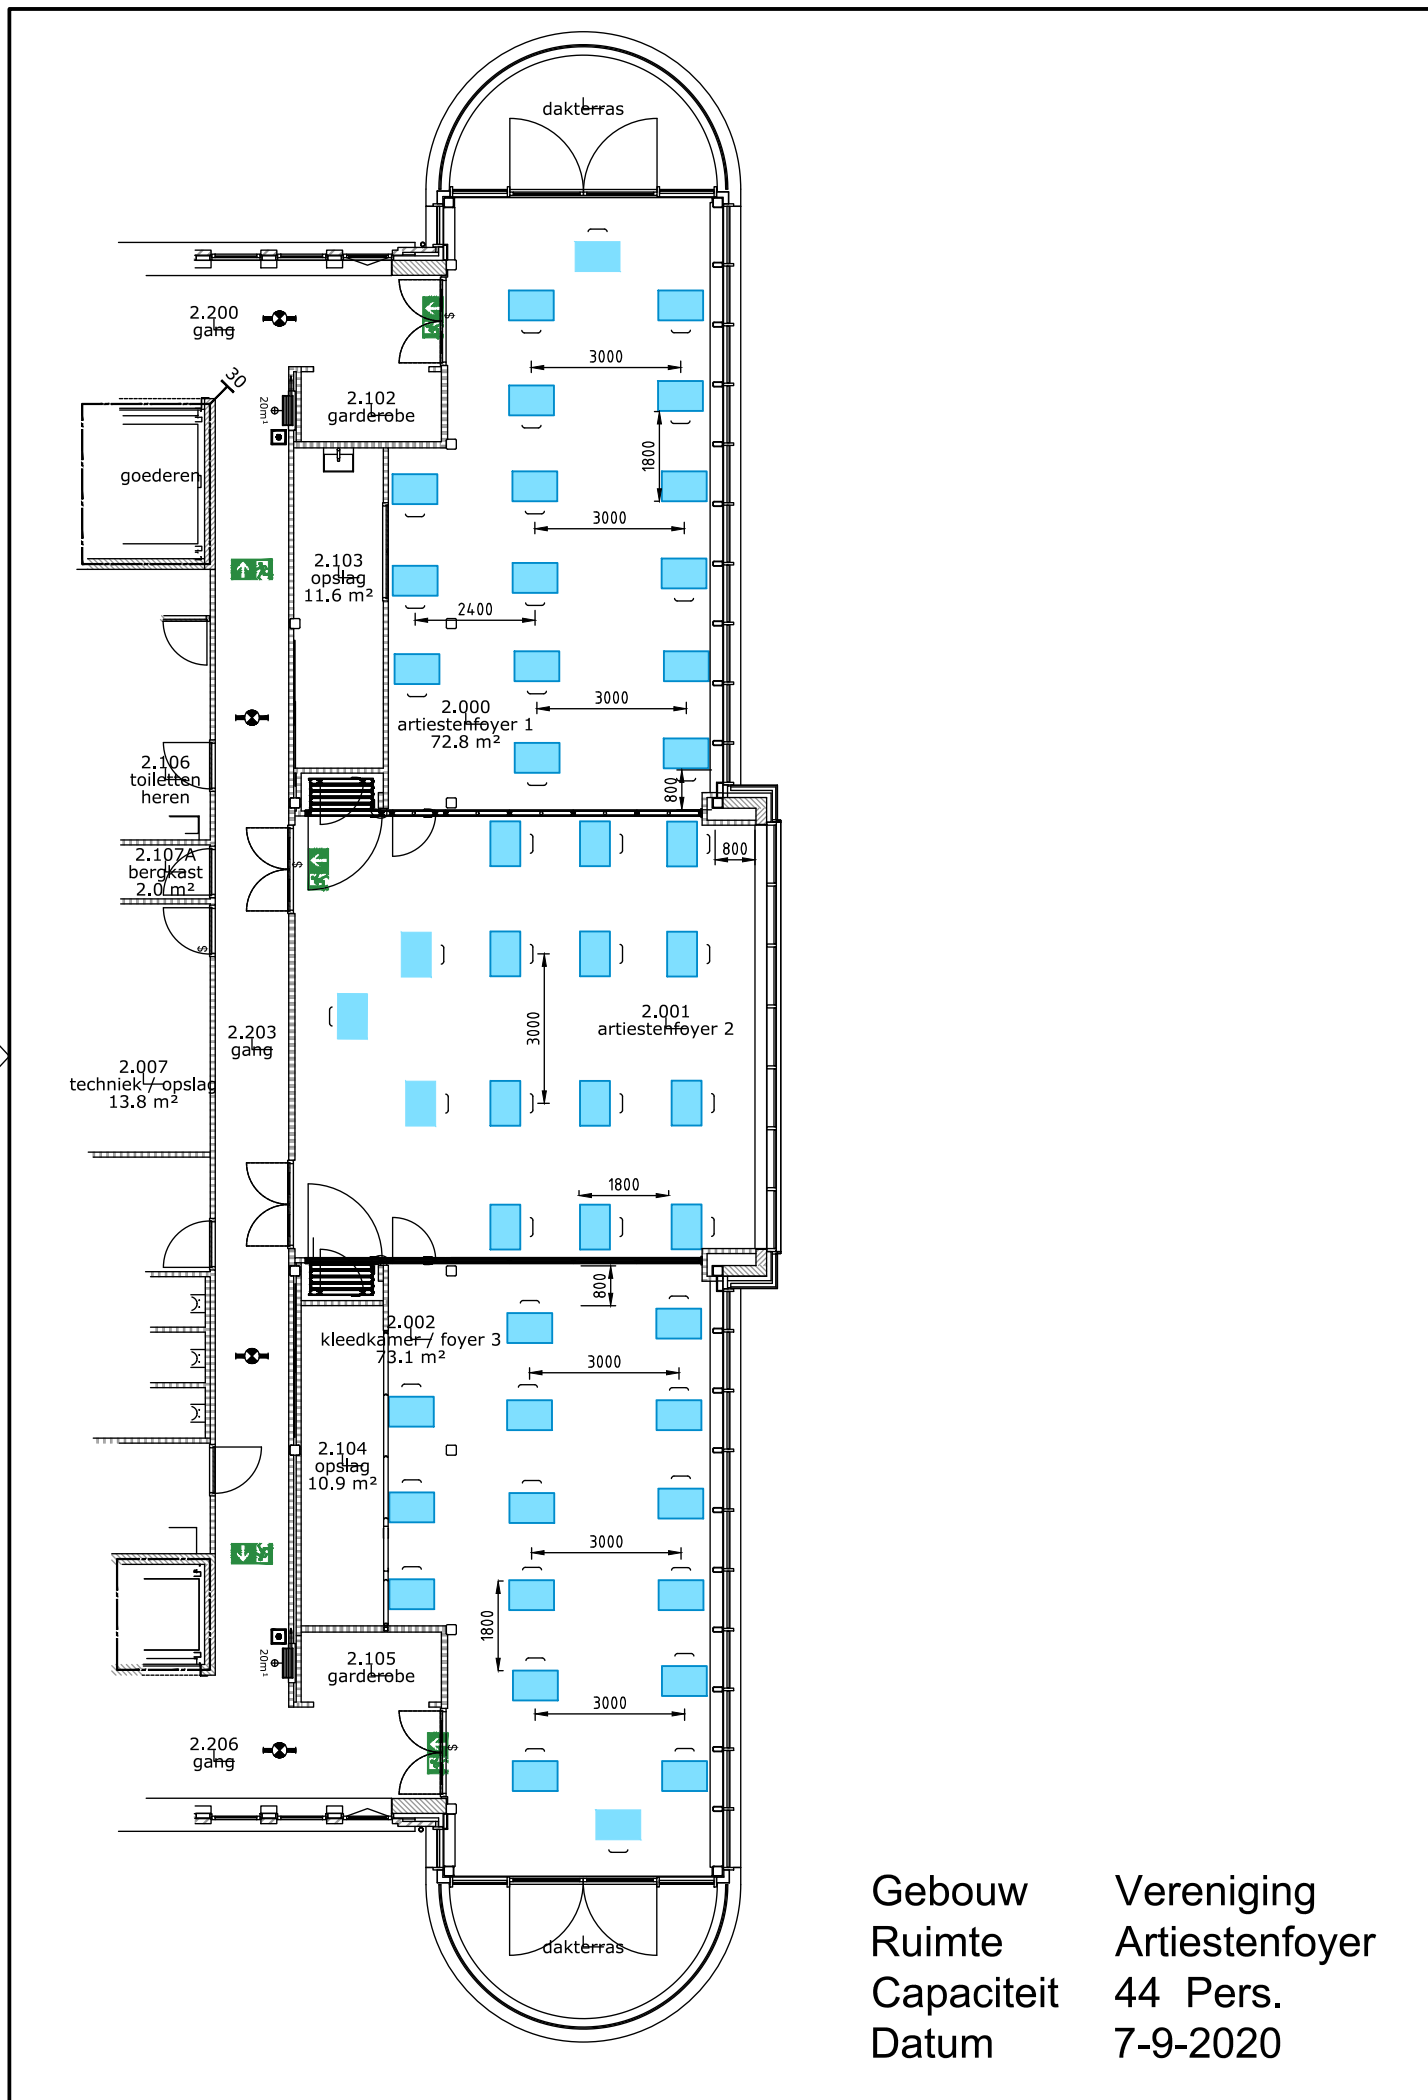 dakterras
2.200
gang
30
3000
20m¹
2.102
garderobe
1800
goederen
3000
2.103
opslag
11.6 m²
2400
3000
2.000
artiestenfoyer 1
72.8 m²
2.106
toiletten
heren
800
800
2.107A
bergkast
2.0 m²
2.001
artiestenfoyer 2
3000
2.203
gang
2.007
techniek / opslag
13.8 m²
1800
800
2.002
kleedkamer / foyer 3
73.1 m²
3000
2.104
opslag
10.9 m²
3000
1800
20m¹
2.105
garderobe
3000
2.206
gang
dakterras
Gebouw Vereniging
Ruimte Artiestenfoyer
Capaciteit 44 Pers.
Datum 7-9-2020